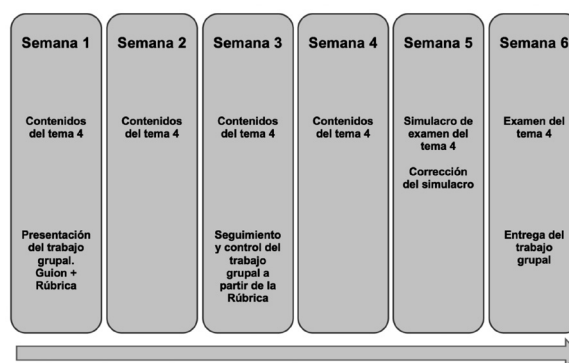 Semana 1
Contenidos
del tema 4
Presentación
del trabajo
grupal.
Guion +
Rúbrica
Semana 2
Contenidos
del tema 4
Semana 3
Contenidos
del tema 4
Seguimiento
y control del
trabajo
grupal a
partir de la
Rúbrica
Semana 4
Contenidos
del tema 4
Semana 5
Simulacro de
examen del
tema 4
Corrección
del simulacro
Semana 6
Examen del
tema 4
Entrega del
trabajo
grupal